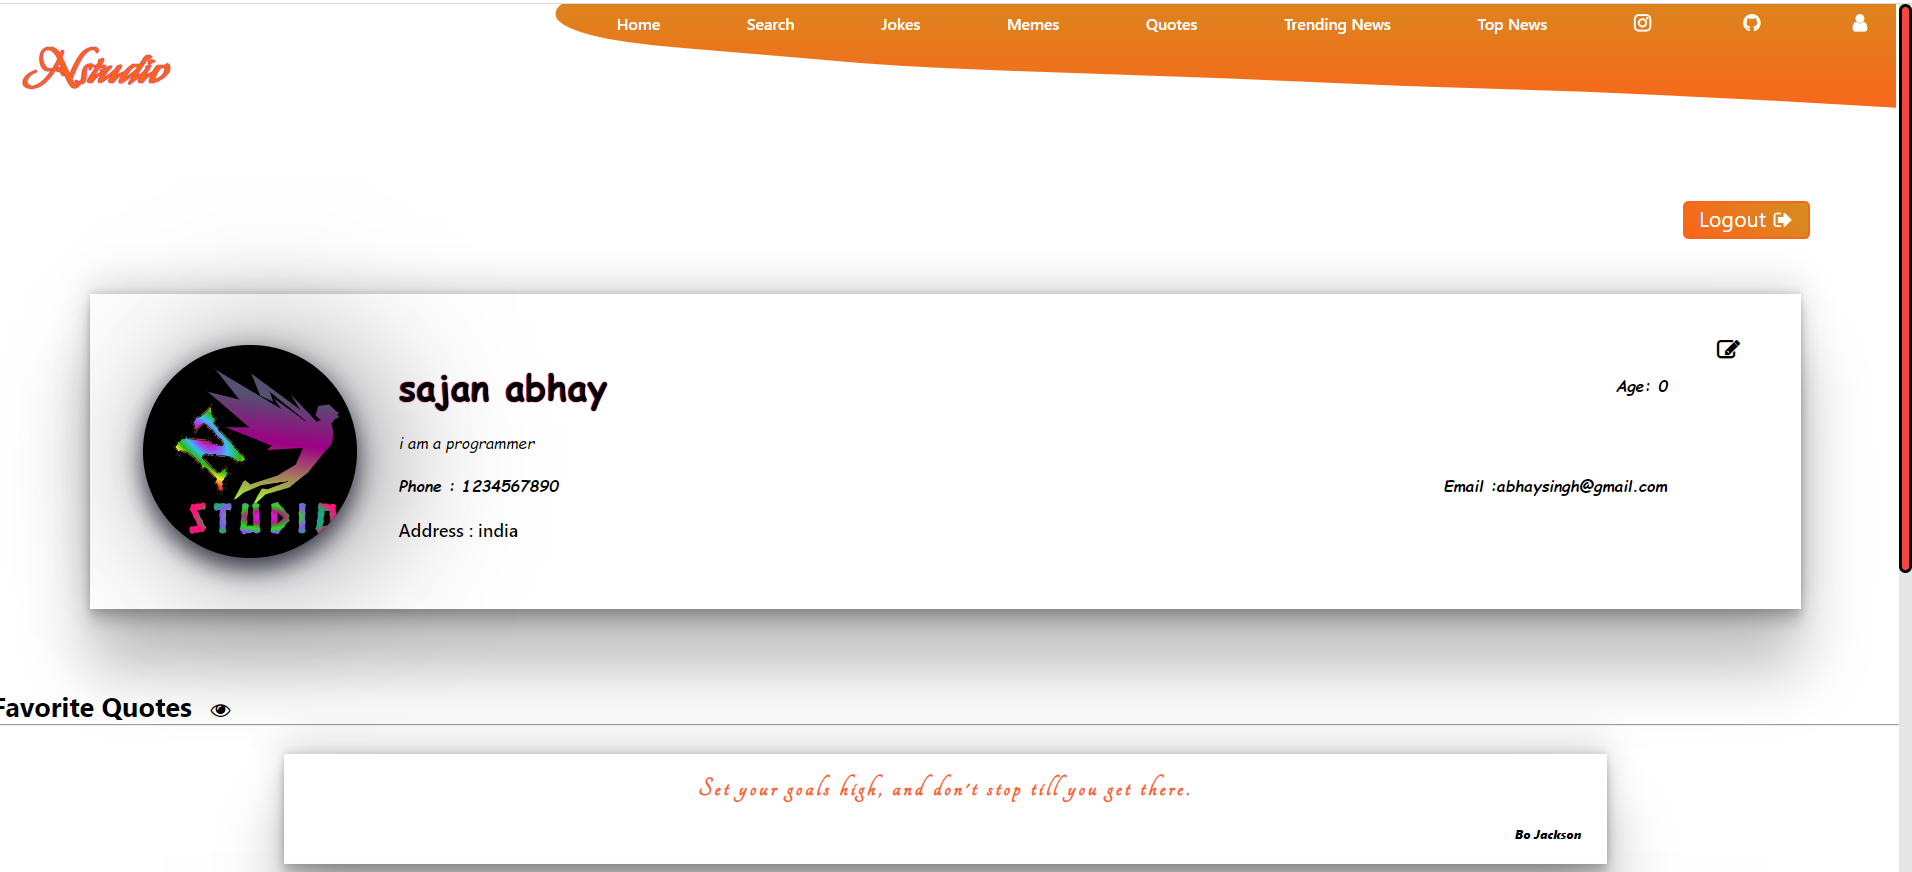 Home Search Jokes Memes Quotes Trending News Top News
Nstudio
Logout
sajan abhay
Age: 0
i am a programmer
Phone : 1234567890
Email :abhaysingh@gmail.com
Address : india
N
STUDIO
Favorite Quotes
Set your goals high, and don't stop till you get there.
Bo Jackson